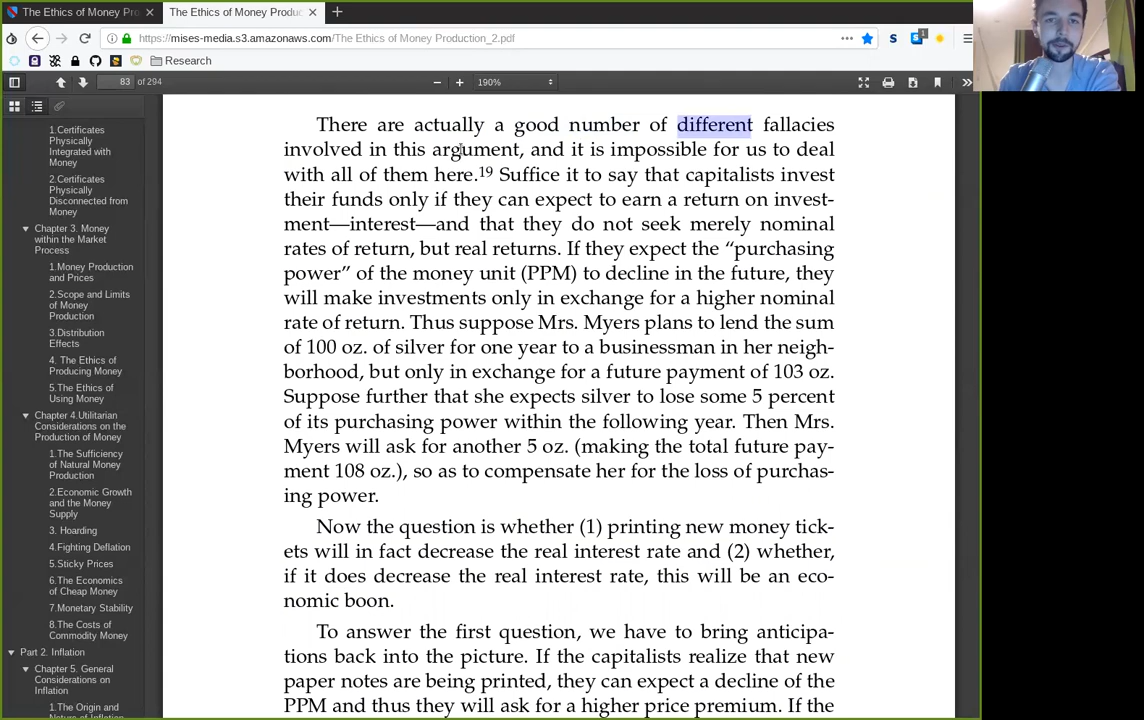 The Ethics of Money Pro
The Ethics of Money Produc
https://mises-media.s3.amazonaws.com/The Ethics of Money Production_2.pdf
Research
83 of 294
190%
1.Certificates
Physically
Integrated with
Money
2.Certificates
Physically
Disconnected from
Money
Chapter 3. Money
within the Market
Process
1.Money Production
and Prices
2.Scope and Limits
of Money
Production
3.Distribution
Effects
4. The Ethics of
Producing Money
5.The Ethics of
Using Money
Chapter 4.Utilitarian
Considerations on the
Production of Money
1.The Sufficiency
of Natural Money
Production
2.Economic Growth
and the Money
Supply
3. Hoarding
4.Fighting Deflation
5.Sticky Prices
6.The Economics
of Cheap Money
7.Monetary Stability
8.The Costs of
Commodity Money
Part 2. Inflation
Chapter 5. General
Considerations on
Inflation
1.The Origin and
Nature of Inflation
There are actually a good number of different fallacies
involved in this argument, and it is impossible for us to deal
with all of them here.19 Suffice it to say that capitalists invest
their funds only if they can expect to earn a return on invest-
ment—interest—and that they do not seek merely nominal
rates of return, but real returns. If they expect the “purchasing
power” of the money unit (PPM) to decline in the future, they
will make investments only in exchange for a higher nominal
rate of return. Thus suppose Mrs. Myers plans to lend the sum
of 100 oz. of silver for one year to a businessman in her neigh-
borhood, but only in exchange for a future payment of 103 oz.
Suppose further that she expects silver to lose some 5 percent
of its purchasing power within the following year. Then Mrs.
Myers will ask for another 5 oz. (making the total future pay-
ment 108 oz.), so as to compensate her for the loss of purchas-
ing power.
Now the question is whether (1) printing new money tick-
ets will in fact decrease the real interest rate and (2) whether,
if it does decrease the real interest rate, this will be an eco-
nomic boon.
To answer the first question, we have to bring anticipa-
tions back into the picture. If the capitalists realize that new
paper notes are being printed, they can expect a decline of the
PPM and thus they will ask for a higher price premium. If the